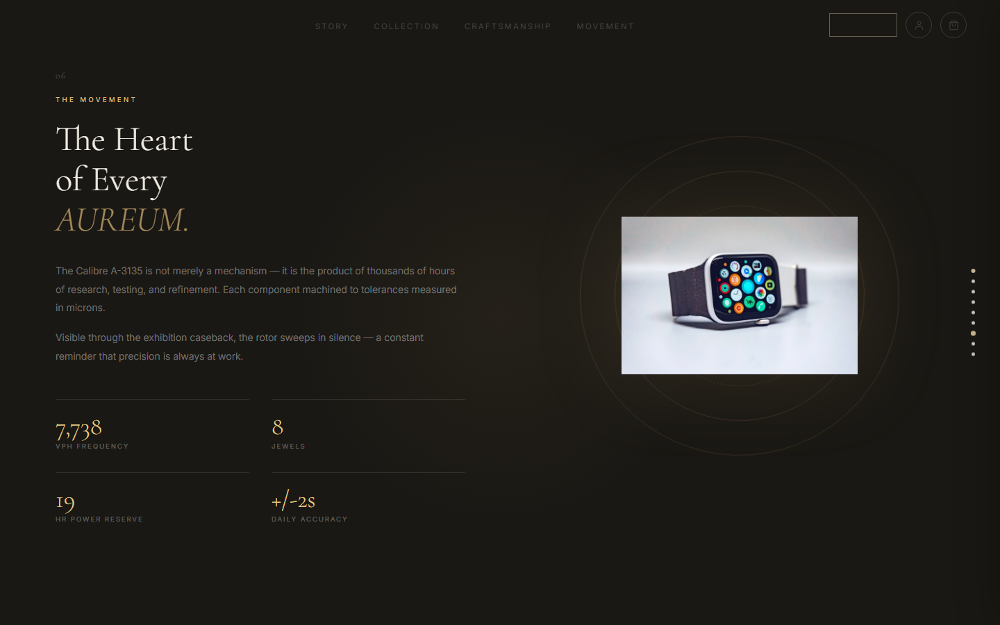 STORY COLLECTION CRAFTSMANSHIP MOVEMENT
06
THE MOVEMENT
The Heart
of Every
AUREUM.
The Calibre A-3135 is not merely a mechanism — it is the product of thousands of hours
of research, testing, and refinement. Each component machined to tolerances measured
in microns.
Visible through the exhibition caseback, the rotor sweeps in silence — a constant
reminder that precision is always at work.
7,738
VPH FREQUENCY
8
JEWELS
19
HR POWER RESERVE
+/-2s
DAILY ACCURACY